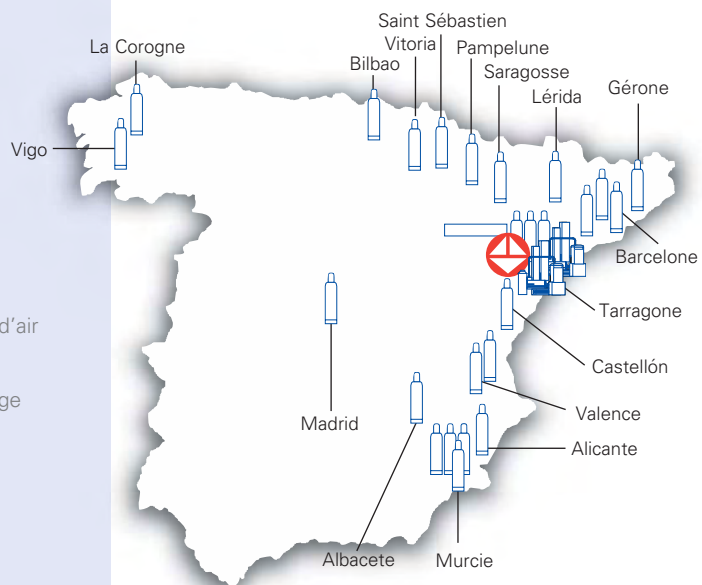 Saint Sébastien
La Corogne
Vitoria
Pampelune
Bilbao
Saragosse
Lérida
Gérone
Vigo
Barcelone
Tarragone
d'air
Castellón
ge
Valence
Madrid
Alicante
Albacete
Murcie